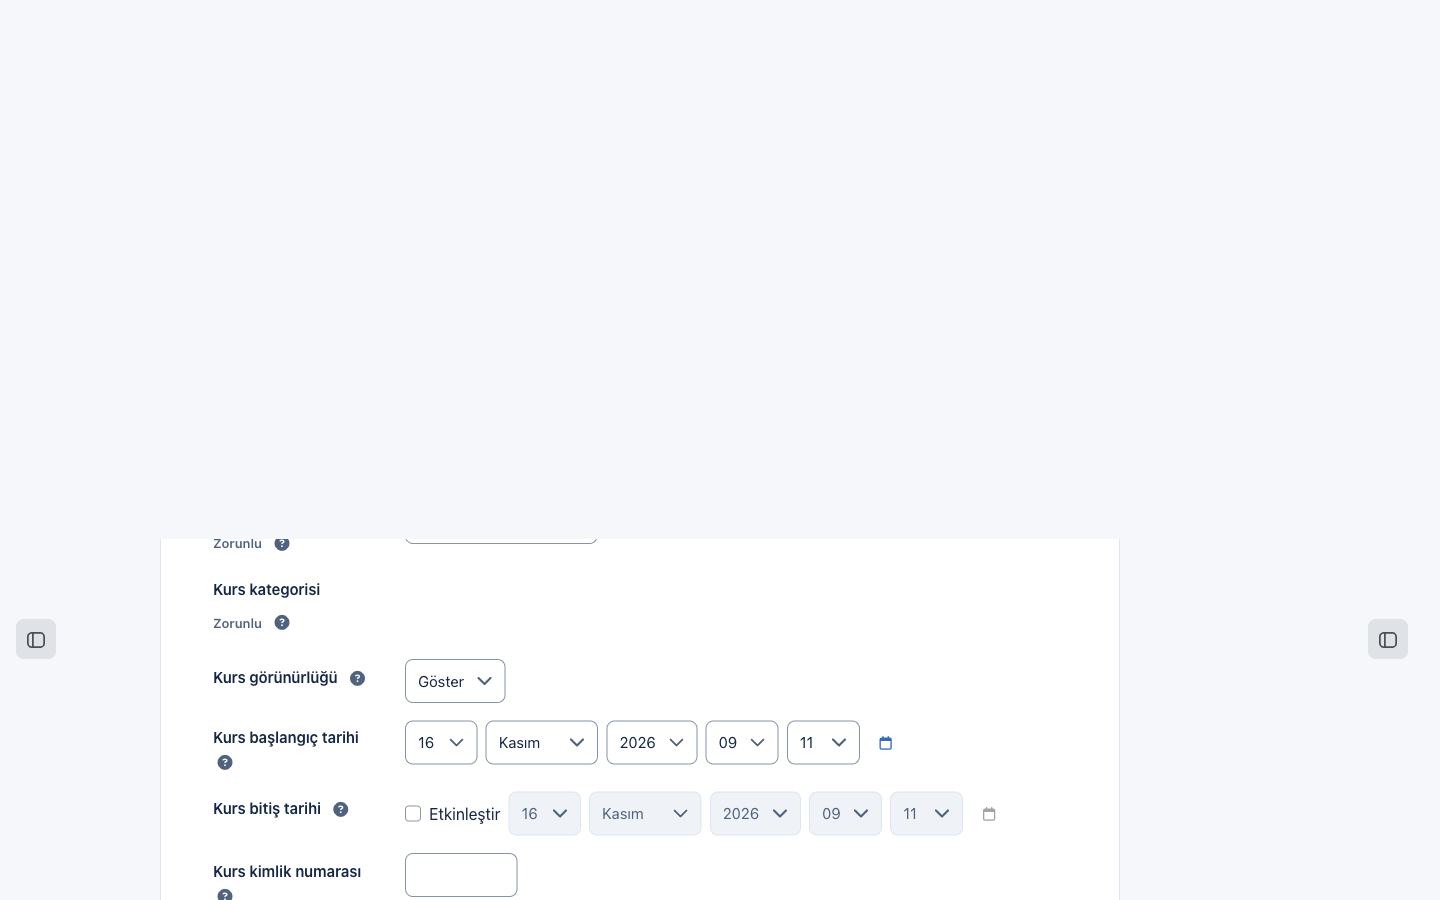 Zorunlu
Kurs kategorisi
Zorunlu
Kurs görünürlüğü Göster
Kurs başlangıç tarihi 16 Kasım 2026 09 11
Kurs bitiş tarihi Etkinleştir 16 Kasım 2026 09 11
Kurs kimlik numarası